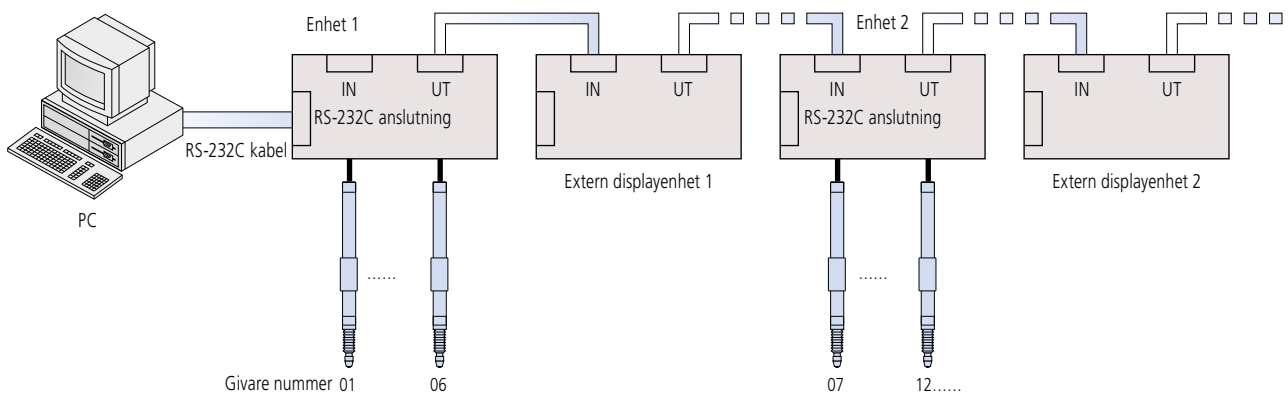 Enhet 1
Enhet 2
IN UT
IN UT
IN UT
IN UT
RS-232C anslutning
RS-232C anslutning
RS-232C kabel
Extern displayenhet 1
Extern displayenhet 2
PC
......
......
Givare nummer 01 06 07 12......